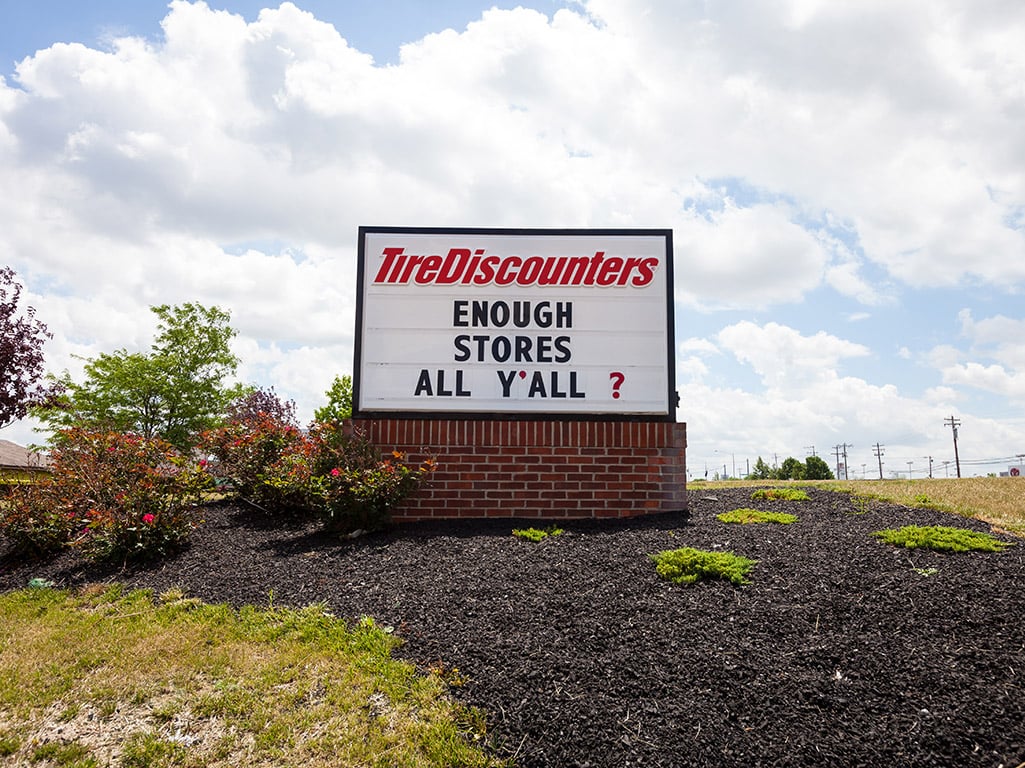 TireDiscounters
ENOUGH
STORES
ALL Y'ALL ?